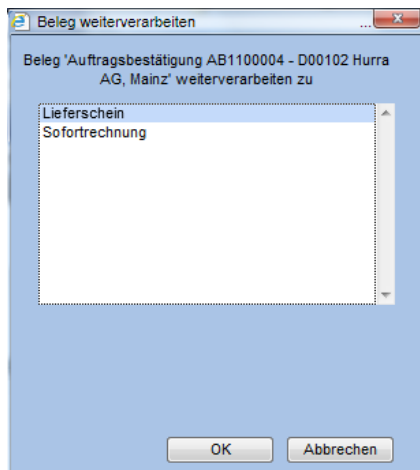 Beleg weiterverarbeiten ...
Beleg 'Auftragsbestätigung AB1100004 - D00102 Hurra
AG, Mainz' weiterverarbeiten zu
Lieferschein
Sofortrechnung
OK Abbrechen